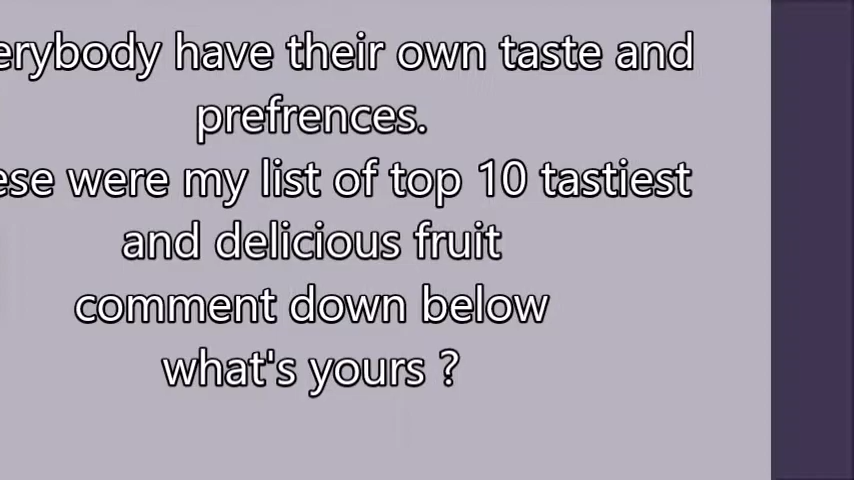 erybody have their own taste and
prefrences.
ese were my list of top 10 tastiest
and delicious fruit
comment down below
what's yours ?